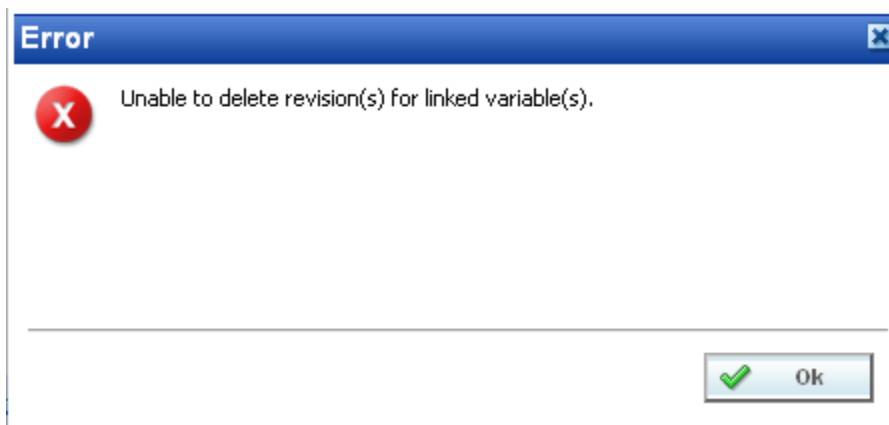 Error
Unable to delete revision(s) for linked variable(s).
Ok